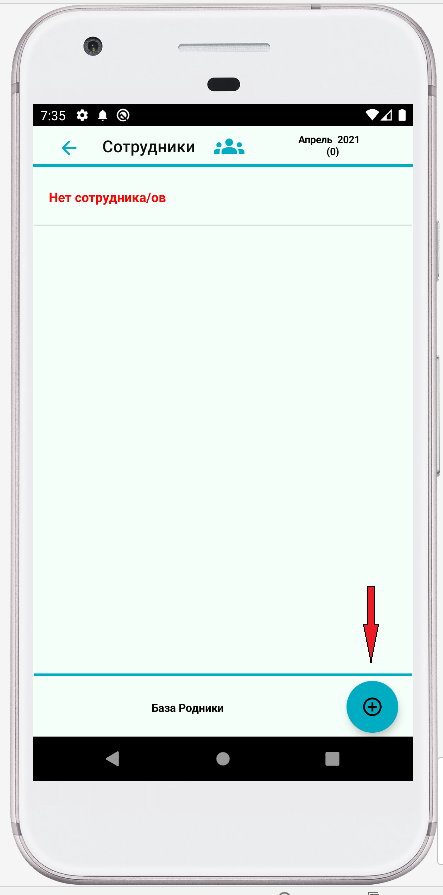 7:35
Сотрудники
Апрель 2021
(0)
Нет сотрудника/ов
База Родники